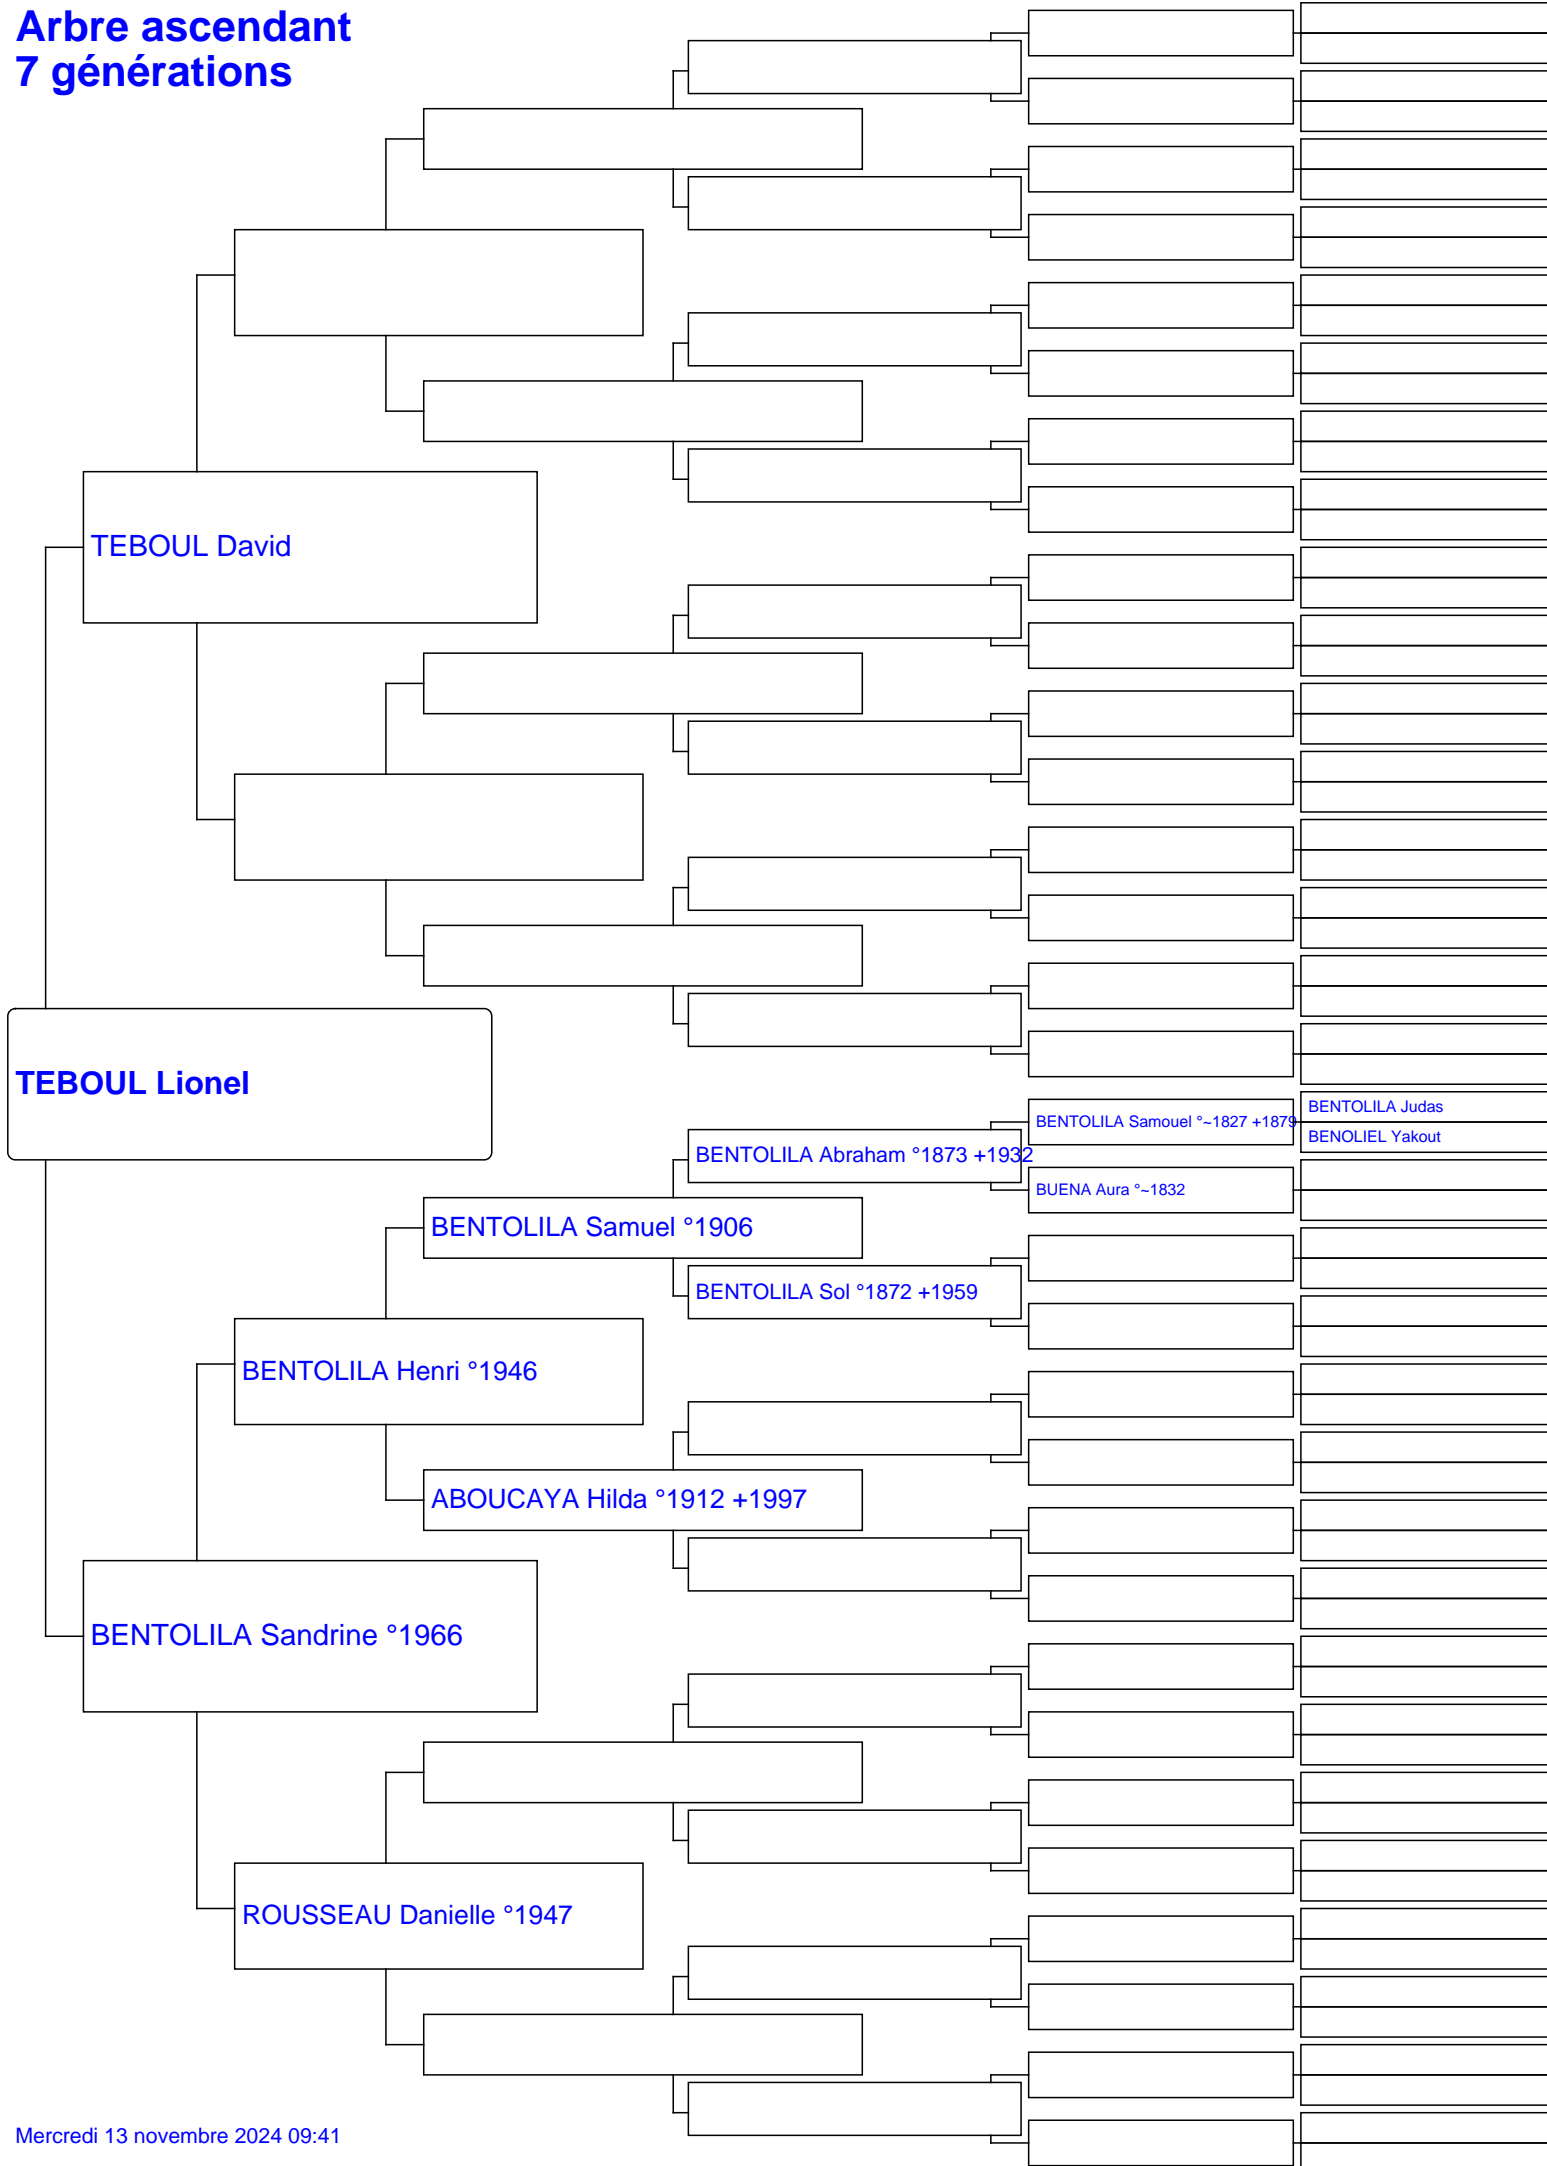 Arbre ascendant
7 générations
TEBOUL David
TEBOUL Lionel
BENTOLILA Judas
BENTOLILA Samouel °~1827 +1879
BENOLIEL Yakout
BENTOLILA Abraham °1873 +1932
BUENA Aura °~1832
BENTOLILA Samuel °1906
BENTOLILA Sol °1872 +1959
BENTOLILA Henri °1946
ABOUCAYA Hilda °1912 +1997
BENTOLILA Sandrine °1966
ROUSSEAU Danielle °1947
Mercredi 13 novembre 2024 09:41